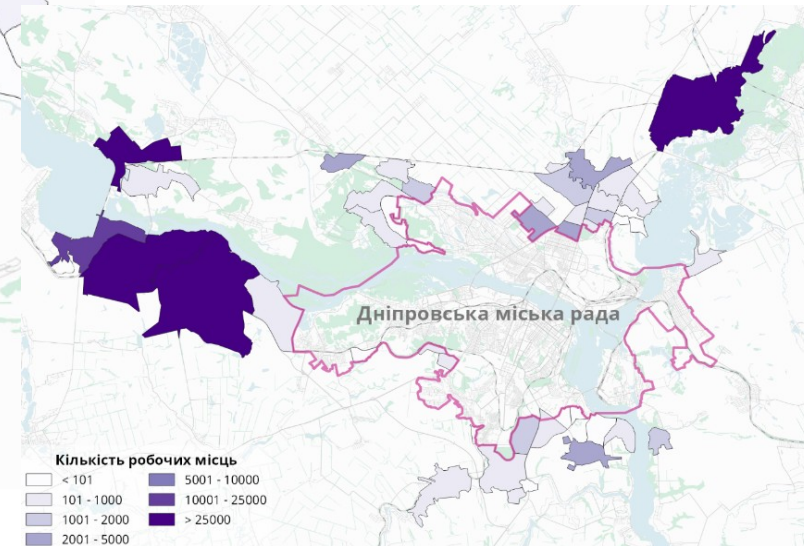 Дніпровська міська рада
Кількість робочих місць
< 101
101 - 1000
1001 - 2000
2001 - 5000
5001 - 10000
10001 - 25000
> 25000